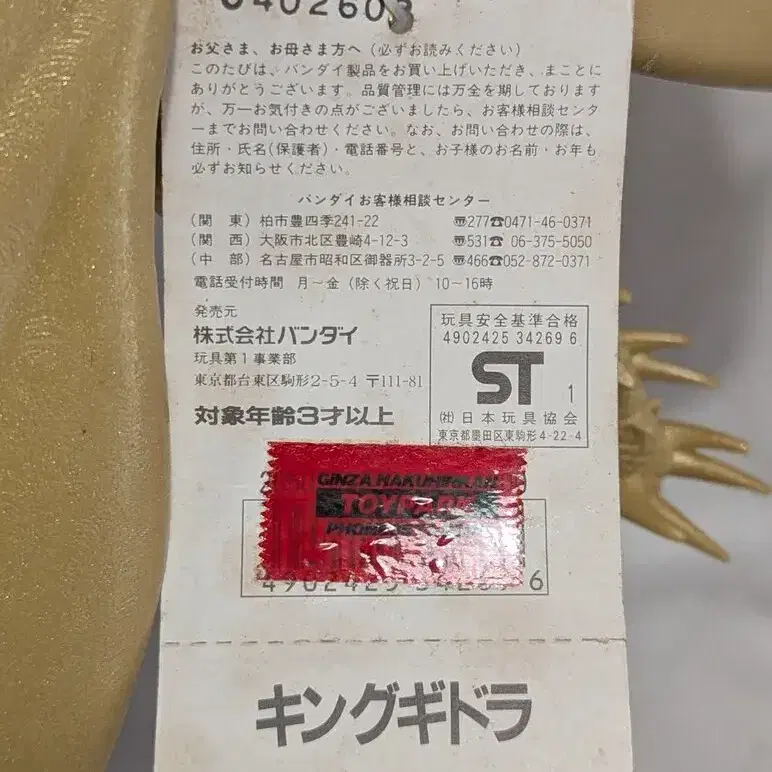 0402603
お父さま、お母さま方へ（必ずお読みください）
このたびは、バンダイ製品をお買い上げいただき、まことに
ありがとうございます。品質管理には万全を期しております
が、万一お気付きの点がございましたら、お客様相談センタ
ーまでお問い合わせください。なお、お問い合わせの際は、
住所・氏名(保護者)・電話番号と、お子様のお名前・お年も
必ずお知らせください。
バンダイお客様相談センター
(関 東) 柏市豊四季241-22 〠277☎0471-46-0371
(関 西) 大阪市北区豊崎4-12-3 〠531☎ 06-375-5050
(中 部) 名古屋市昭和区御器所3-2-5 〠466☎052-872-0371
電話受付時間 月～金（除く祝日）10～16時
発売元
株式会社バンダイ
玩具第1事業部
東京都台東区駒形2-5-4 〒111-81
対象年齢3才以上
玩具安全基準合格
4902425 34269 6
ST 1
㈳日本玩具協会
東京都墨田区東駒形4-22-4
GINZA HAKUHINKAN
TOYPARK
PHONE
4902425 34269 6
キングギドラ